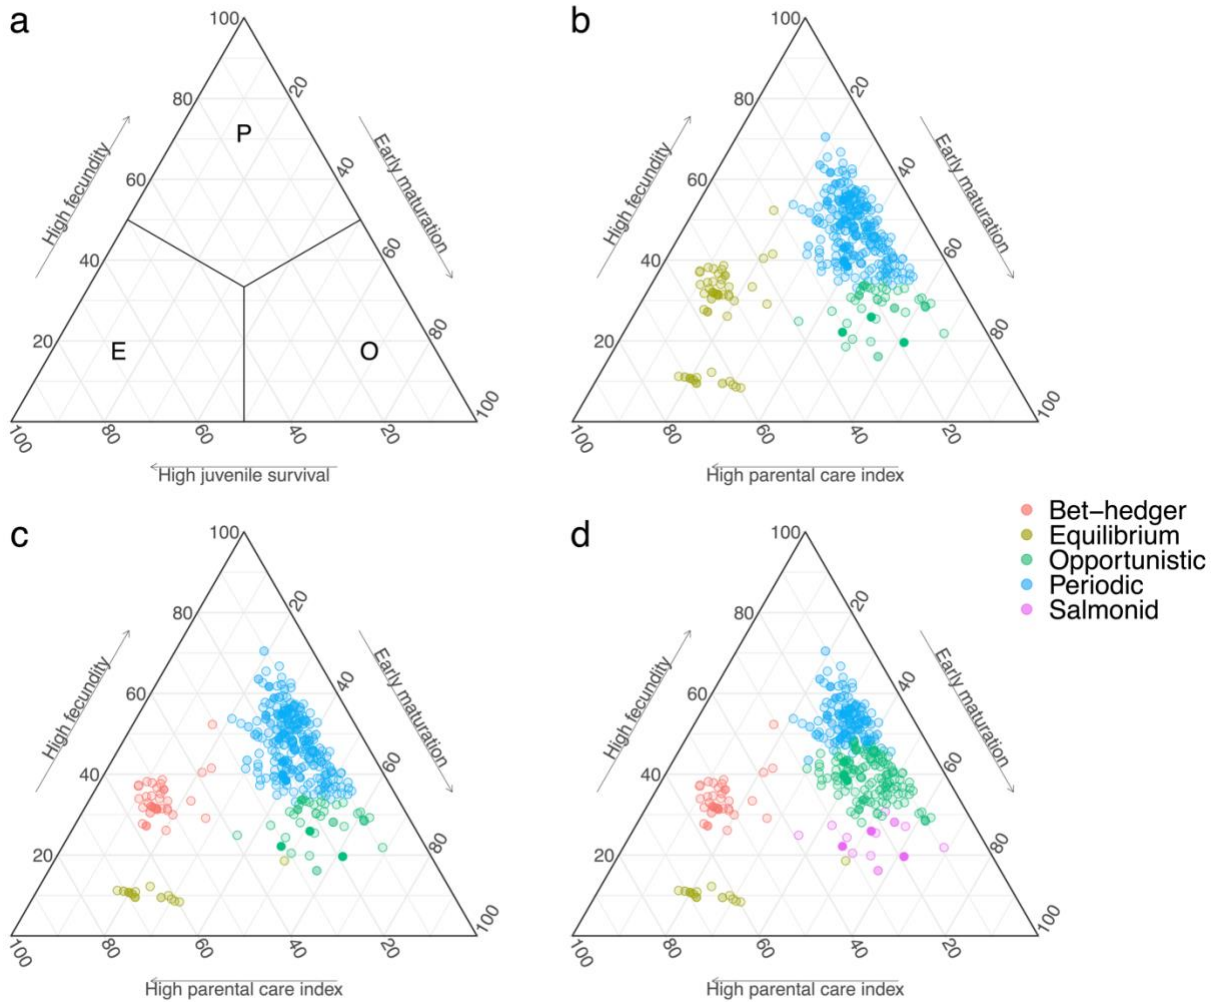 a
100
80
20
P
High fecundity
Early maturation
60
40
40
60
E
O
20
80
100
80
60
40
20
100
High juvenile survival
b
100
80
20
High fecundity
Early maturation
60
40
40
60
20
80
100
80
60
40
20
100
High parental care index
Bet-hedger
Equilibrium
Opportunistic
Periodic
Salmonid
c
100
80
20
High fecundity
Early maturation
60
40
40
60
20
80
100
80
60
40
20
100
High parental care index
d
100
80
20
High fecundity
Early maturation
60
40
40
60
20
80
100
80
60
40
20
100
High parental care index